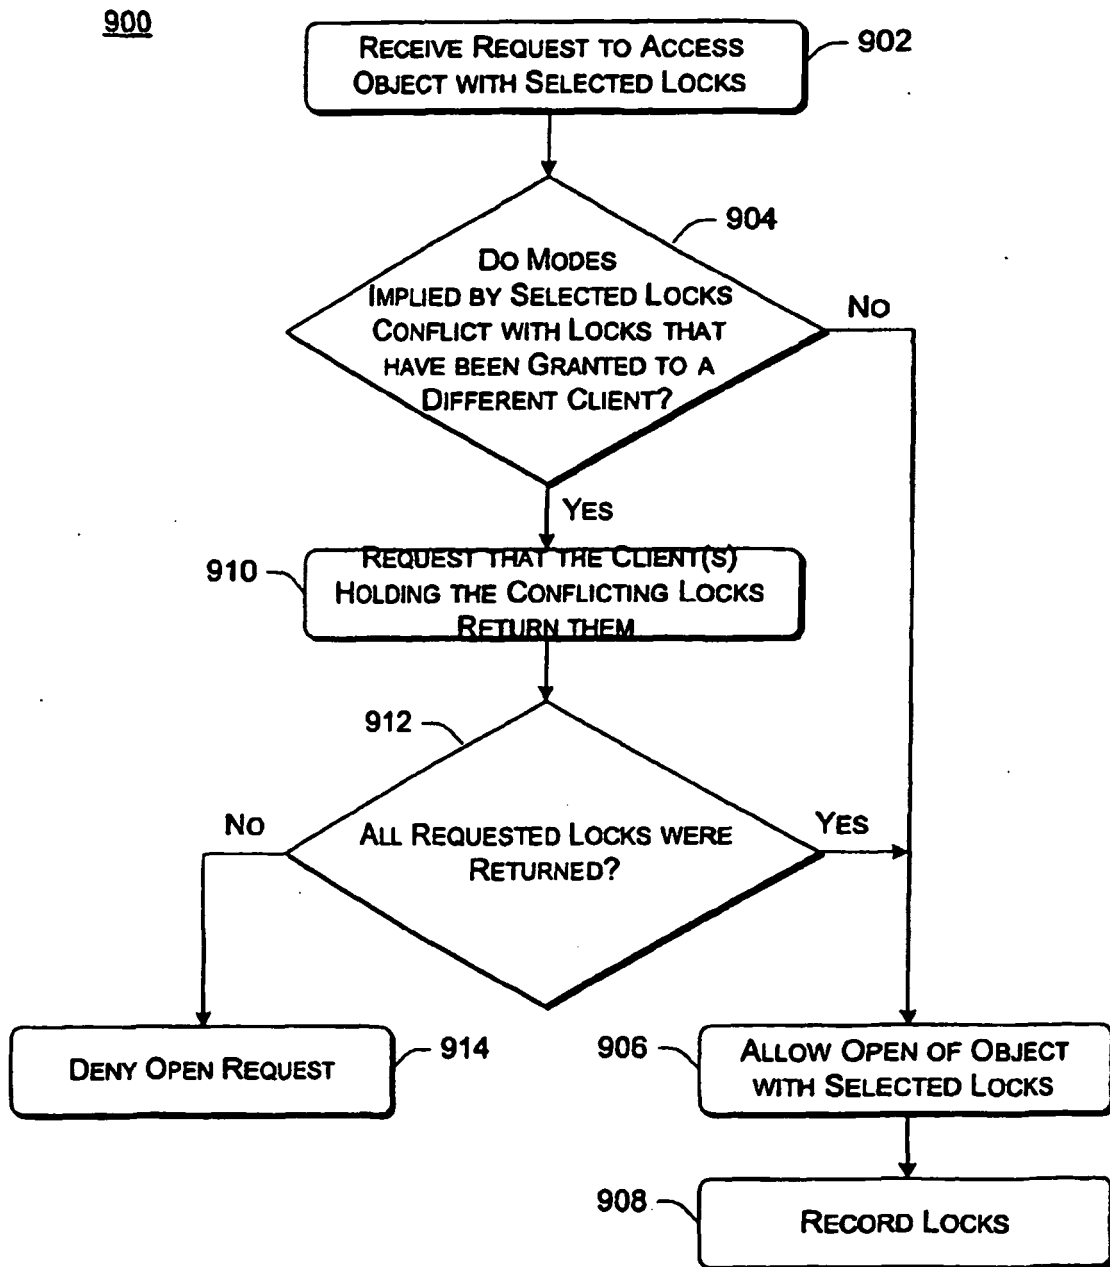 900
RECEIVE REQUEST TO ACCESS
OBJECT WITH SELECTED LOCKS
902
904
DO MODES
IMPLIED BY SELECTED LOCKS
CONFLICT WITH LOCKS THAT
HAVE BEEN GRANTED TO A
DIFFERENT CLIENT?
NO
YES
910
REQUEST THAT THE CLIENT(S)
HOLDING THE CONFLICTING LOCKS
RETURN THEM
912
NO
ALL REQUESTED LOCKS WERE
RETURNED?
YES
DENY OPEN REQUEST
914
906
ALLOW OPEN OF OBJECT
WITH SELECTED LOCKS
908
RECORD LOCKS